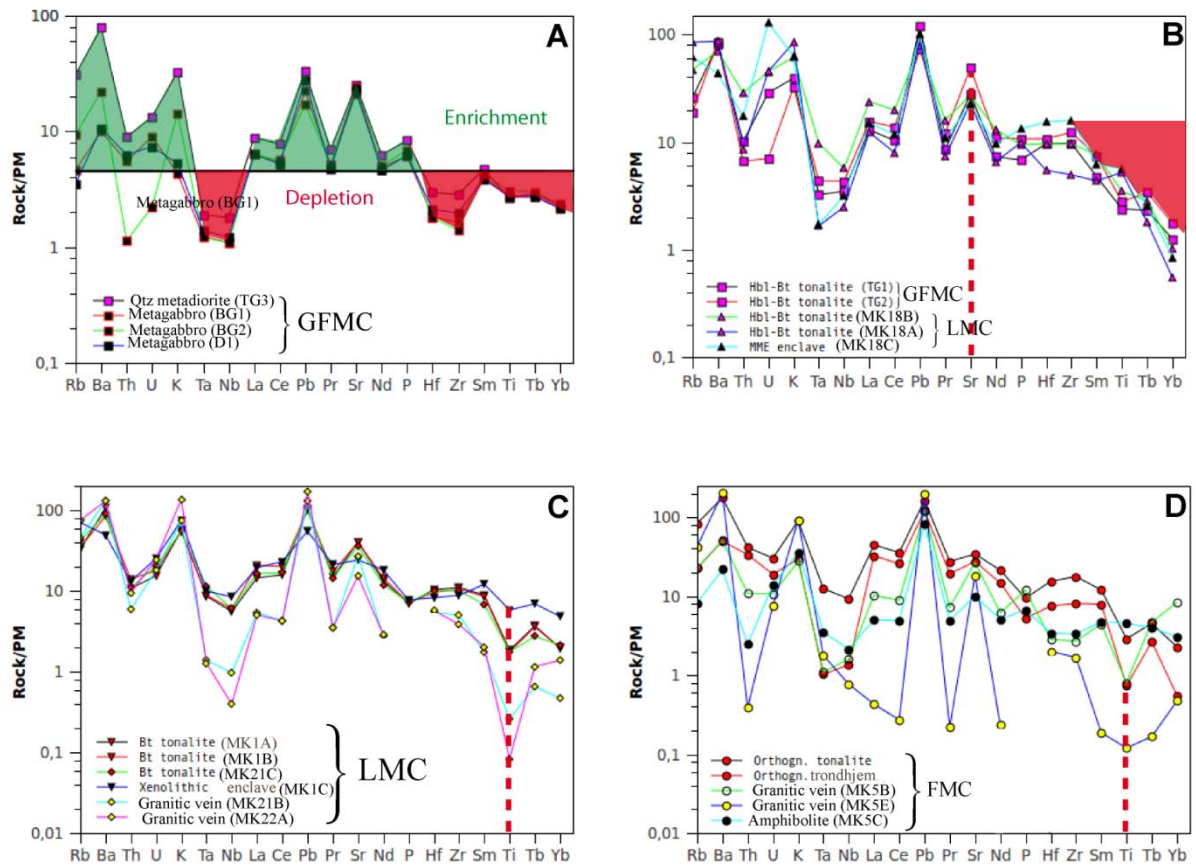 A
100
10
1
0,1
Rock/PM
Enrichment
Depletion
Metagabbro (BG1)
Qtz metadiorite (TG3)
Metagabbro (BG1)
Metagabbro (BG2)
Metagabbro (D1)
GFMC
Rb Ba Th U K Ta Nb La Ce Pb Pr Sr Nd P Hf Zr Sm Ti Tb Yb
B
100
10
1
0,1
Rock/PM
Hbl-Bt tonalite (TG1)
Hbl-Bt tonalite (TG2)
GFMC
Hbl-Bt tonalite (MK18B)
Hbl-Bt tonalite (MK18A)
LMC
MME enclave (MK18C)
Rb Ba Th U K Ta Nb La Ce Pb Pr Sr Nd P Hf Zr Sm Ti Tb Yb
C
100
10
1
0,1
0,01
Rock/PM
Bt tonalite (MK1A)
Bt tonalite (MK1B)
Bt tonalite (MK21C)
Xenolithic enclave (MK1C)
Granitic vein (MK21B)
Granitic vein (MK22A)
LMC
Rb Ba Th U K Ta Nb La Ce Pb Pr Sr Nd P Hf Zr Sm Ti Tb Yb
D
100
10
1
0,1
0,01
Rock/PM
Orthogn. tonalite
Orthogn. trondhjem
Granitic vein (MK5B)
Granitic vein (MK5E)
Amphibolite (MK5C)
FMC
Rb Ba Th U K Ta Nb La Ce Pb Pr Sr Nd P Hf Zr Sm Ti Tb Yb